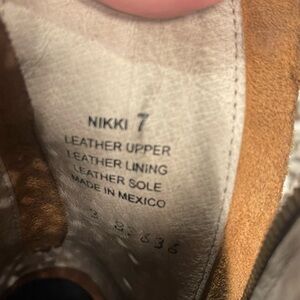 NIKKI 7
LEATHER UPPER
LEATHER LINING
LEATHER SOLE
MADE IN MEXICO